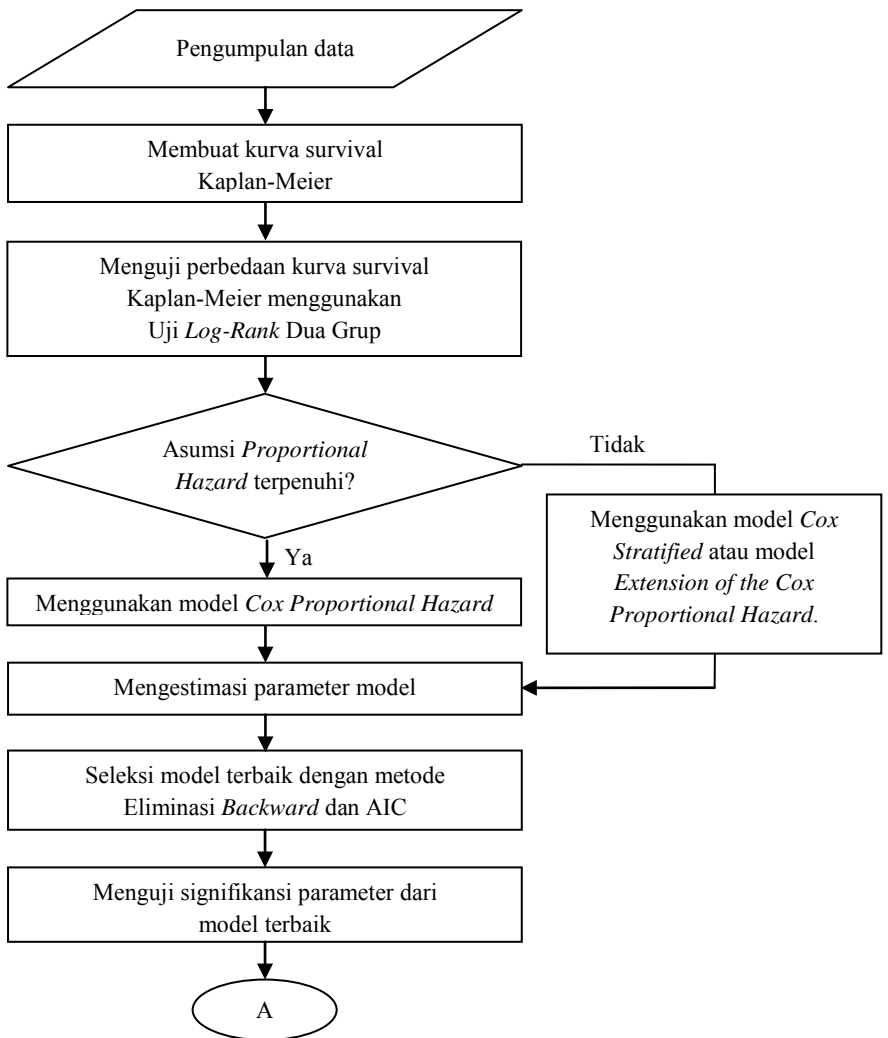 Pengumpulan data
Membuat kurva survival
Kaplan-Meier
Menguji perbedaan kurva survival
Kaplan-Meier menggunakan
Uji Log-Rank Dua Grup
Asumsi Proportional
Hazard terpenuhi?
Tidak
Menggunakan model Cox
Stratified atau model
Extension of the Cox
Proportional Hazard.
Ya
Menggunakan model Cox Proportional Hazard
Mengestimasi parameter model
Seleksi model terbaik dengan metode
Eliminasi Backward dan AIC
Menguji signifikansi parameter dari
model terbaik
A